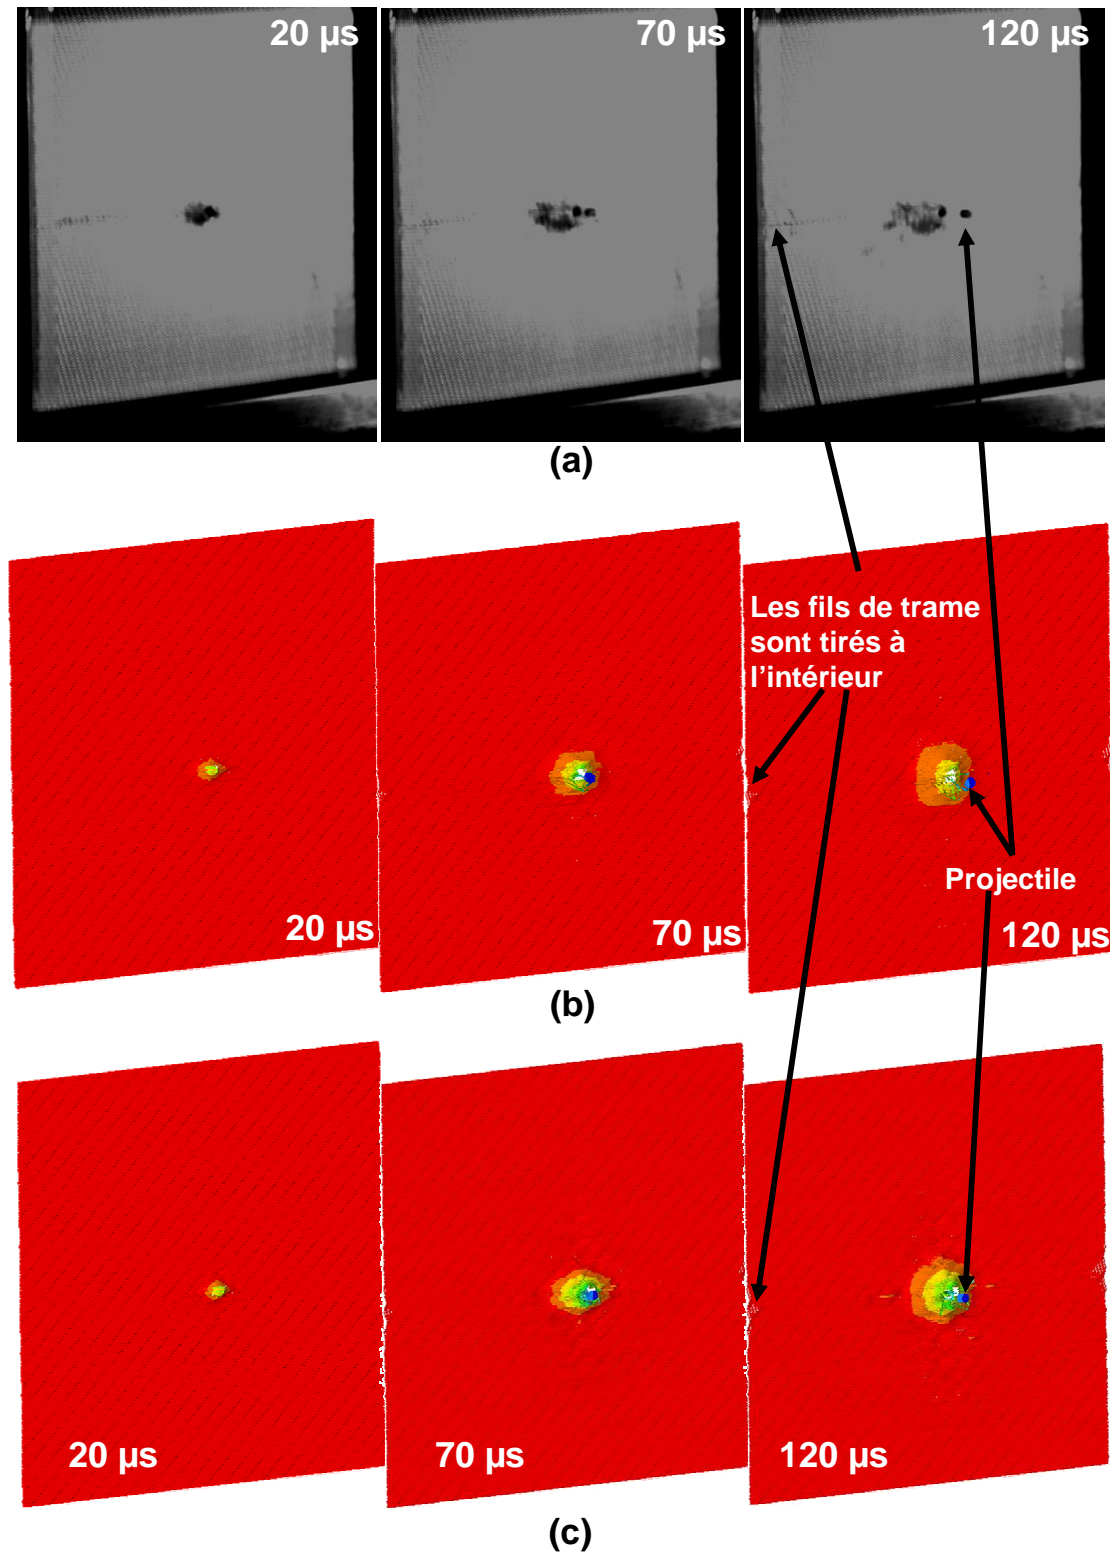 20 µs
70 µs
120 µs
(a)
Les fils de trame
sont tirés à
l’intérieur
Projectile
20 µs
70 µs
120 µs
(b)
20 µs
70 µs
120 µs
(c)